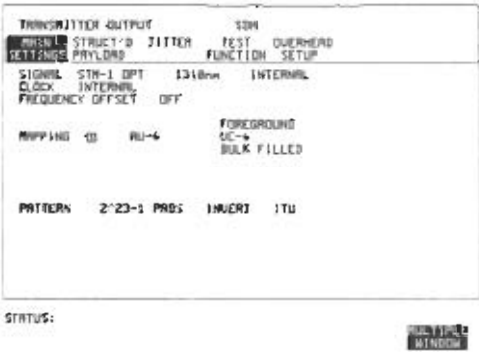 TRANSMITTER OUTPUT SDH
MAIN STRUCT'D JITTER TEST OVERHEAD
SETTINGS PAYLOAD FUNCTION SETUP
SIGNAL STM-1 OPT 1310nm INTERNAL
CLOCK INTERNAL
FREQUENCY OFFSET OFF
FOREGROUND
MAPPING AU-4 VC-4
BULK FILLED
PATTERN 2^23-1 PRBS INVERT ITU
STATUS:
MULTIPLE
WINDOW